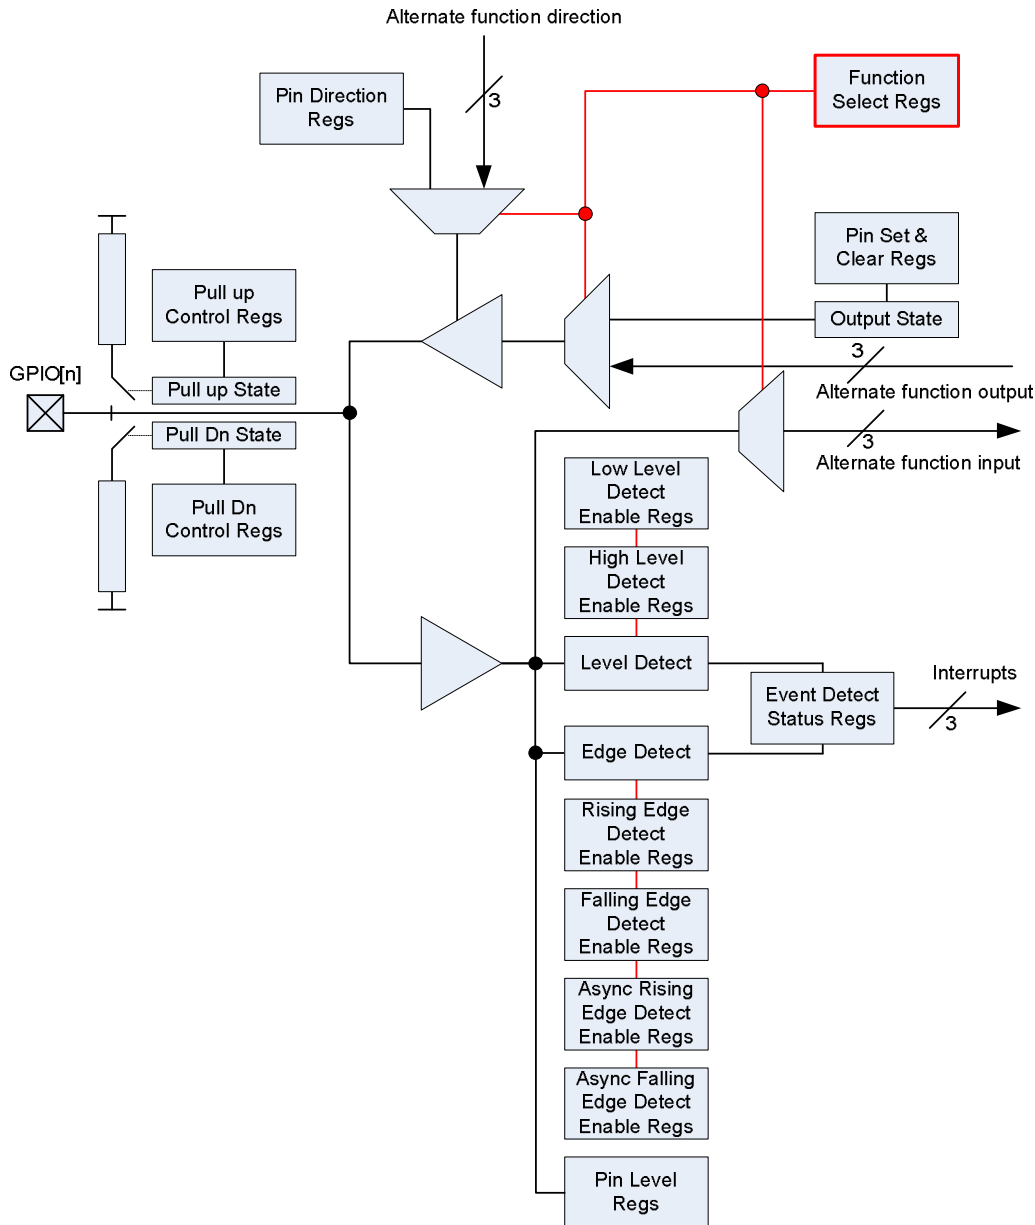 Alternate function direction
3
Pin Direction
Regs
Function
Select Regs
Pin Set &
Clear Regs
Output State
3
Alternate function output
3
Alternate function input
Pull up
Control Regs
Pull up State
GPIO[n]
Pull Dn State
Pull Dn
Control Regs
Low Level
Detect
Enable Regs
High Level
Detect
Enable Regs
Level Detect
Event Detect
Status Regs
Interrupts
3
Edge Detect
Rising Edge
Detect
Enable Regs
Falling Edge
Detect
Enable Regs
Async Rising
Edge Detect
Enable Regs
Async Falling
Edge Detect
Enable Regs
Pin Level
Regs